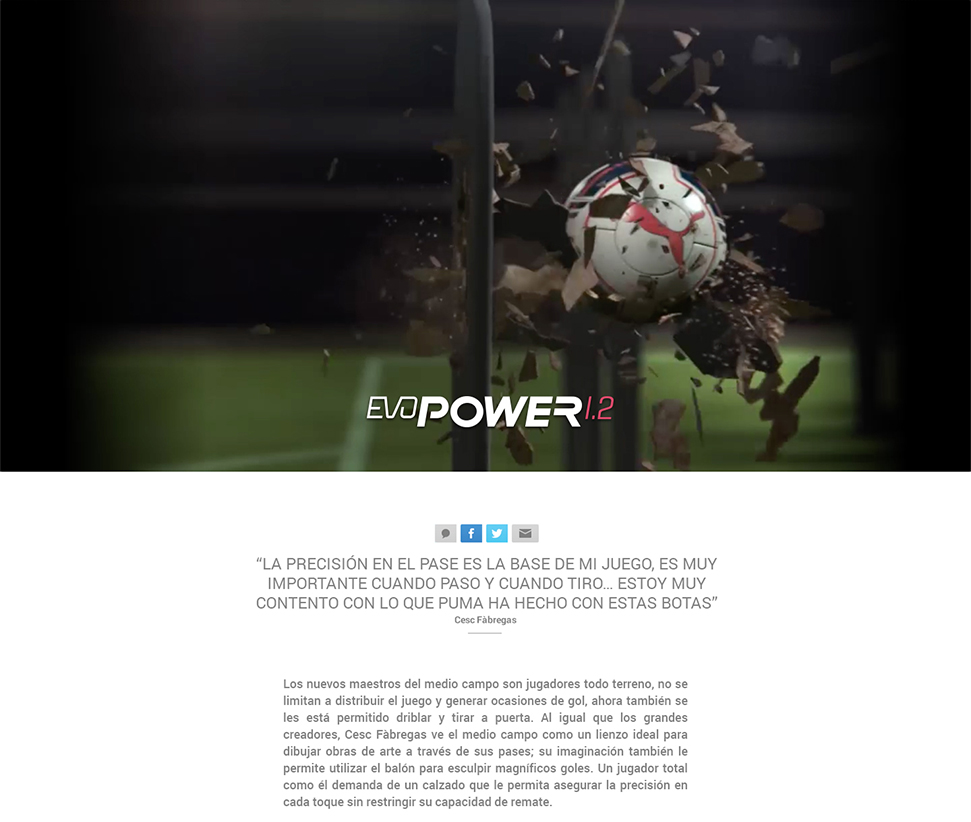 EVOPOWER1.2
“LA PRECISIÓN EN EL PASE ES LA BASE DE MI JUEGO, ES MUY
IMPORTANTE CUANDO PASO Y CUANDO TIRO... ESTOY MUY
CONTENTO CON LO QUE PUMA HA HECHO CON ESTAS BOTAS”
Cesc Fàbregas
Los nuevos maestros del medio campo son jugadores todo terreno, no se
limitan a distribuir el juego y generar ocasiones de gol, ahora también se
les está permitido driblar y tirar a puerta. Al igual que los grandes
creadores, Cesc Fàbregas ve el medio campo como un lienzo ideal para
dibujar obras de arte a través de sus pases; su imaginación también le
permite utilizar el balón para esculpir magníficos goles. Un jugador total
como él demanda de un calzado que le permita asegurar la precisión en
cada toque sin restringir su capacidad de remate.